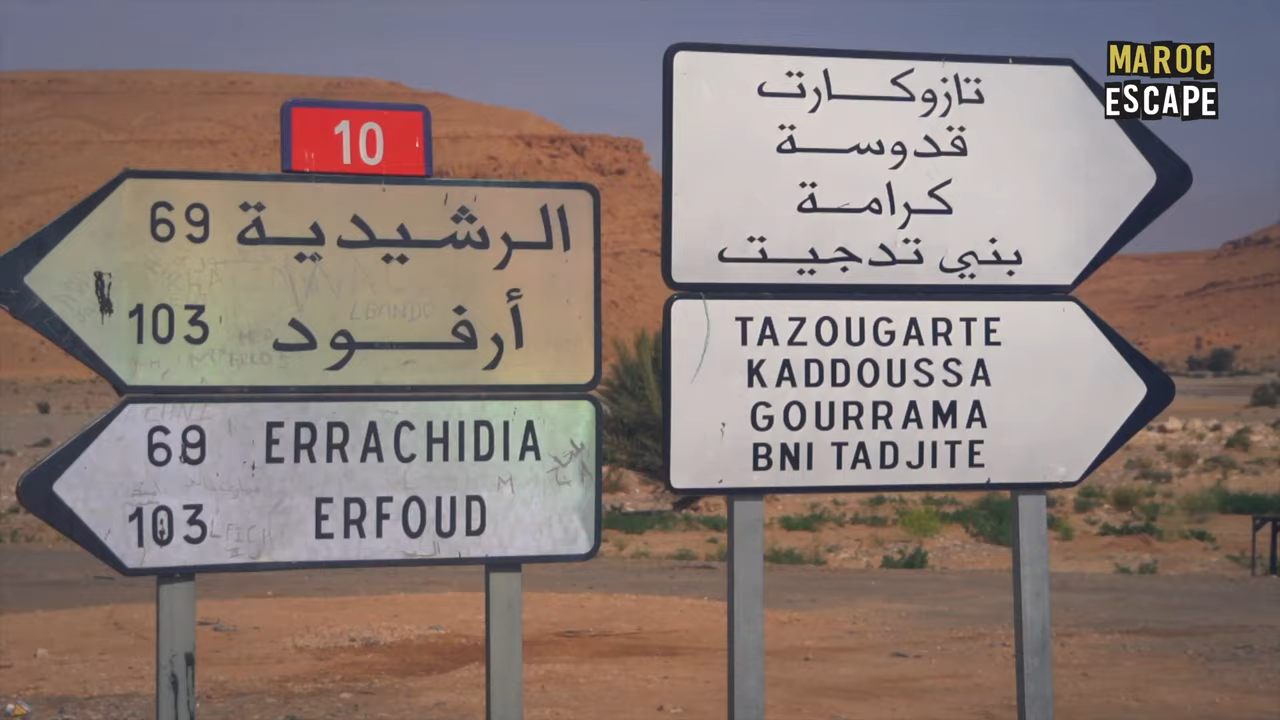 10
69 الرشيدية
103 أرفود
69 ERRACHIDIA
103 ERFOUD
تازوكارت
قدوسة
كرامة
بني تدجيت
TAZOUGARTE
KADDOUSSA
GOURRAMA
BNI TADJITE
MAROC
ESCAPE